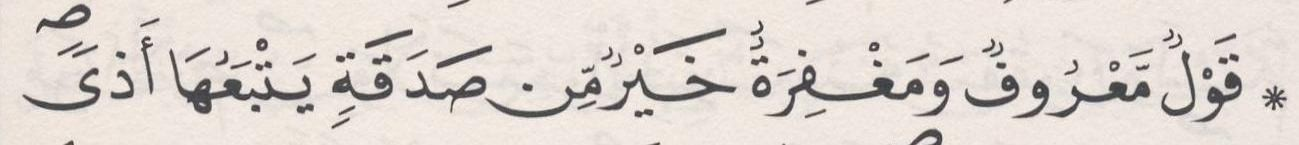 * قَوْلٌ مَّعْرُوفٌ وَمَغْفِرَةٌ خَيْرٌ مِّن صَدَقَةٍ يَتْبَعُهَا أَذًى ۗ